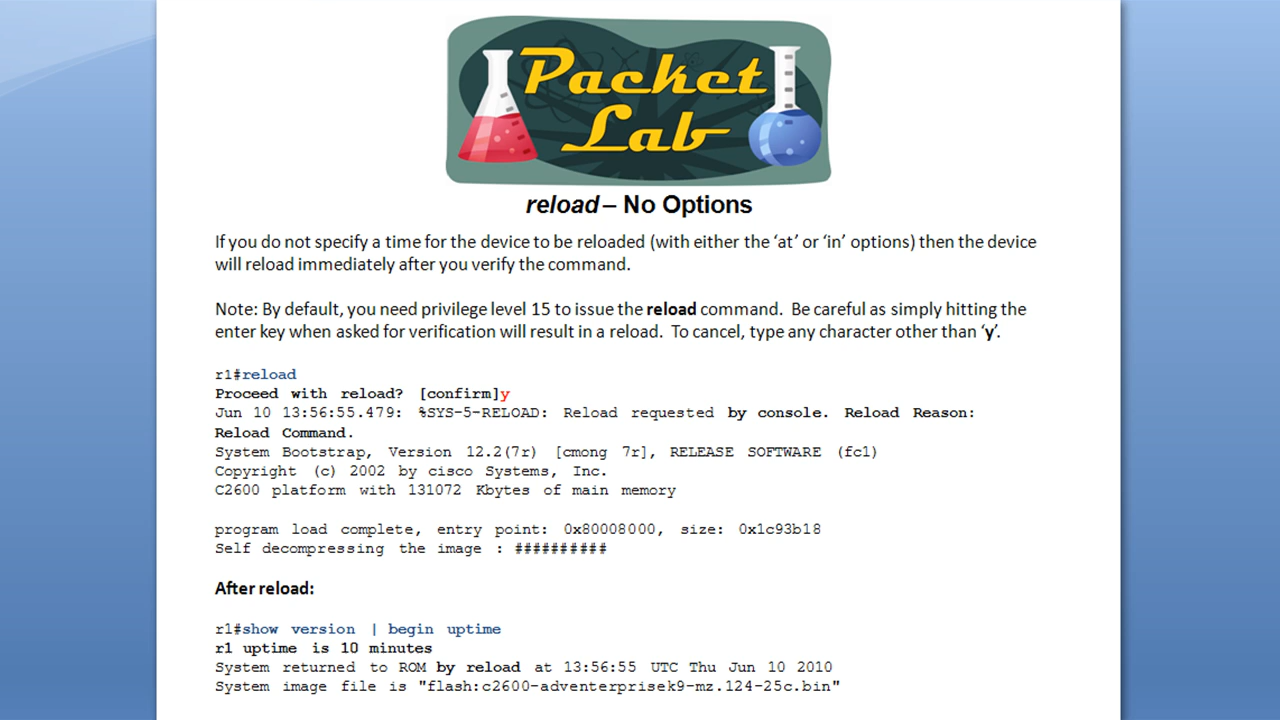 Packet
Lab
reload – No Options
If you do not specify a time for the device to be reloaded (with either the ‘at’ or ‘in’ options) then the device
will reload immediately after you verify the command.
Note: By default, you need privilege level 15 to issue the reload command. Be careful as simply hitting the
enter key when asked for verification will result in a reload. To cancel, type any character other than ‘y’.
r1#reload
Proceed with reload? [confirm]y
Jun 10 13:56:55.479: %SYS-5-RELOAD: Reload requested by console. Reload Reason:
Reload Command.
System Bootstrap, Version 12.2(7r) [cmong 7r], RELEASE SOFTWARE (fc1)
Copyright (c) 2002 by cisco Systems, Inc.
C2600 platform with 131072 Kbytes of main memory
program load complete, entry point: 0x80008000, size: 0x1c93b18
Self decompressing the image : ##########
After reload:
r1#show version | begin uptime
r1 uptime is 10 minutes
System returned to ROM by reload at 13:56:55 UTC Thu Jun 10 2010
System image file is "flash:c2600-adventerprisek9-mz.124-25c.bin"